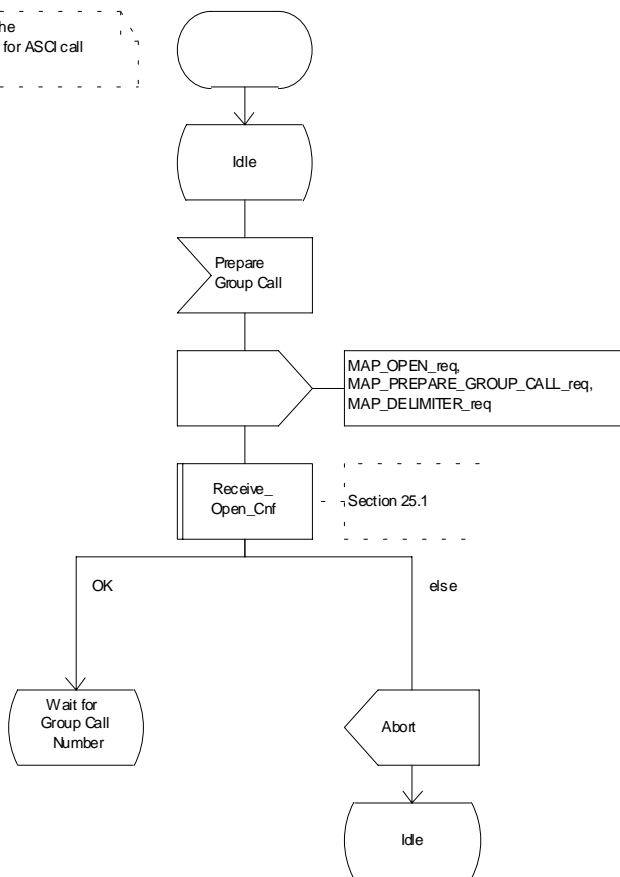 he
for ASCI call
Idle
Prepare
Group Call
MAP_OPEN_req,
MAP_PREPARE_GROUP_CALL_req,
MAP_DELIMITER_req
Receive_
Open_Cnf
Section 25.1
OK
else
Wait for
Group Call
Number
Abort
Idle